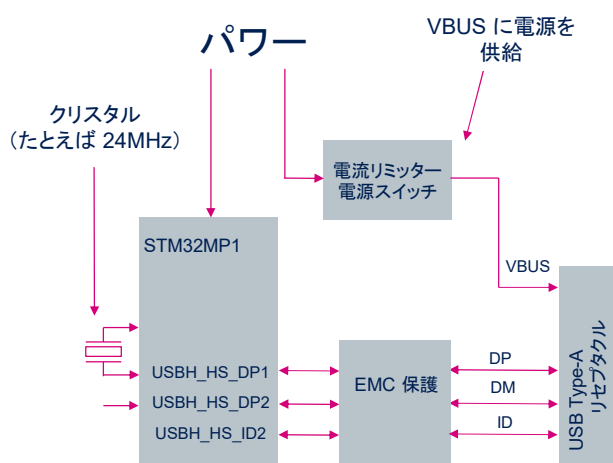 パワー
VBUS に電源を
供給
クリスタル
（たとえば 24MHz）
電流リミッター
電源スイッチ
STM32MP1
VBUS
USBH_HS_DP1
USBH_HS_DP2
USBH_HS_ID2
EMC 保護
DP
DM
ID
USB Type-A
リセプタクル